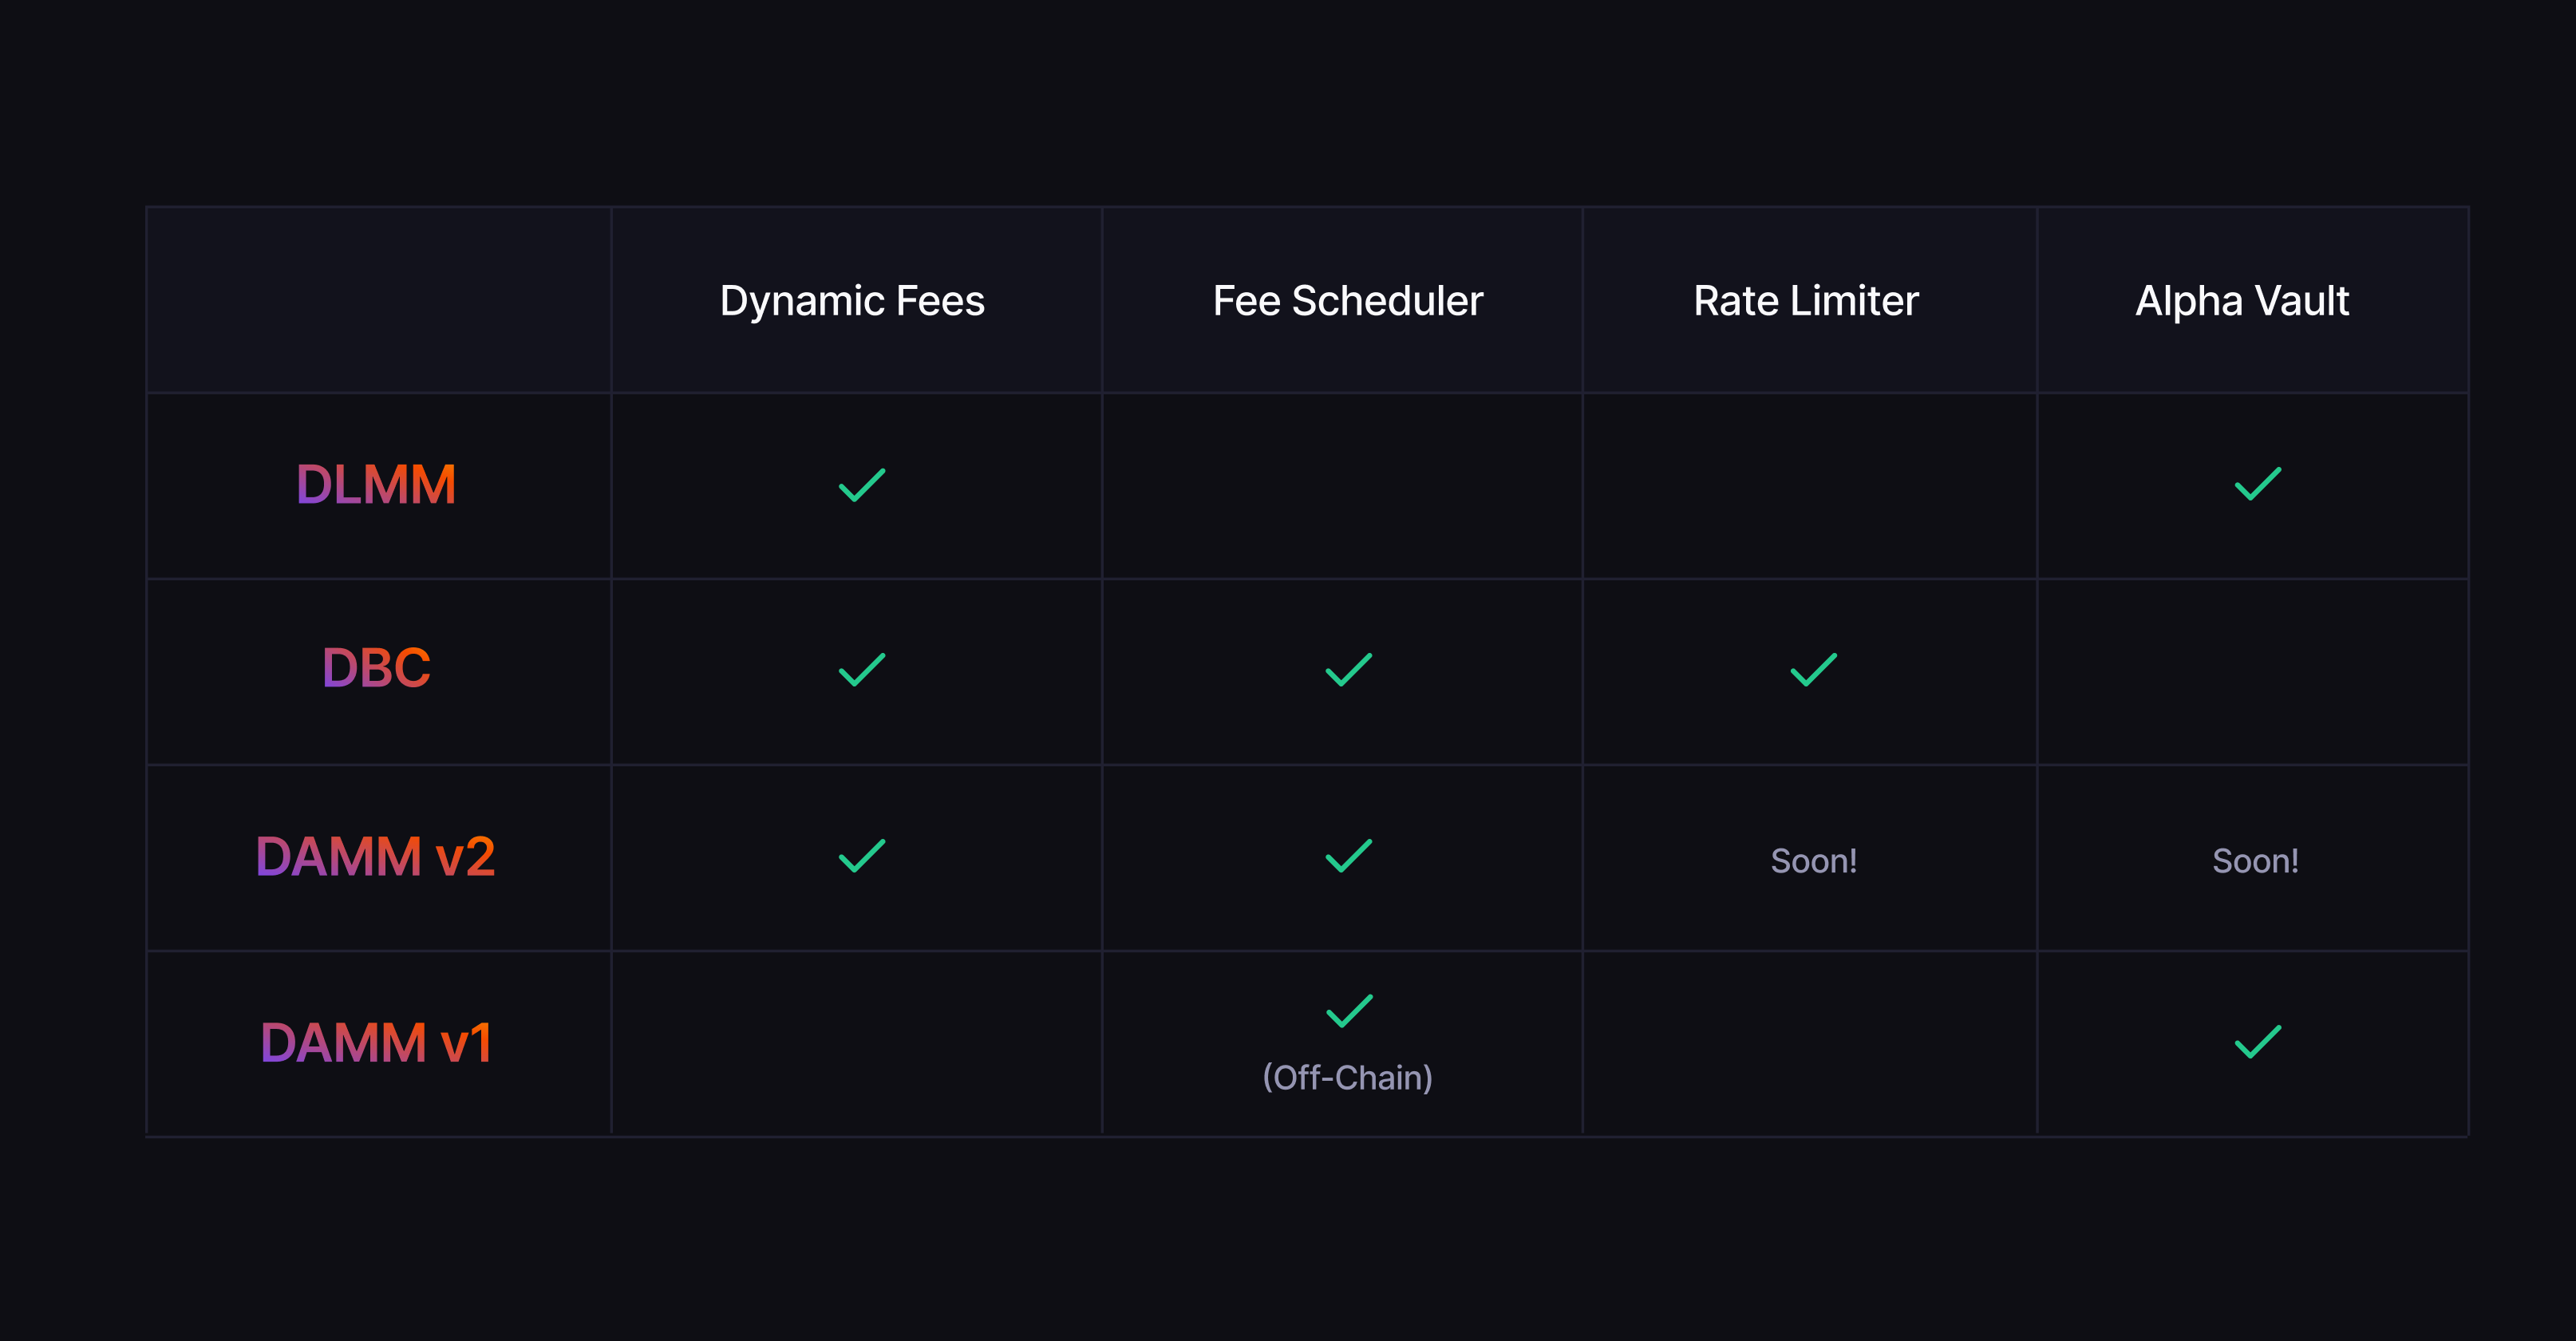 Dynamic Fees
Fee Scheduler
Rate Limiter
Alpha Vault
DLMM
DBC
DAMM v2
Soon!
Soon!
DAMM v1
(Off-Chain)